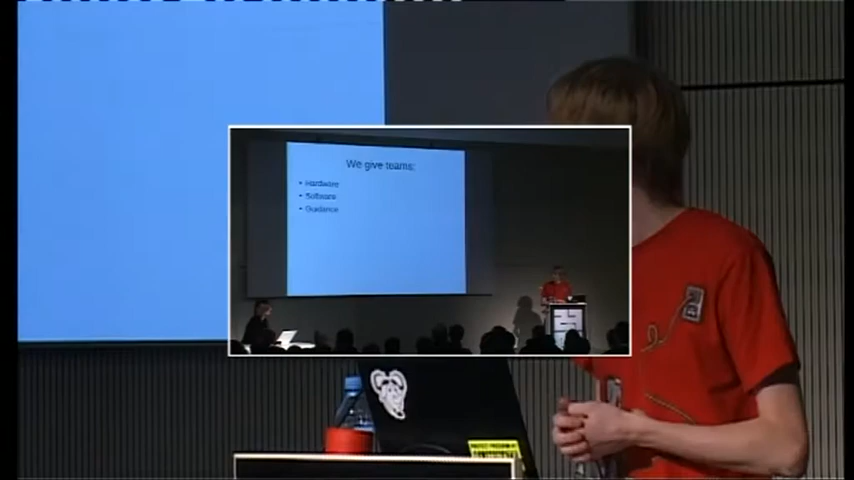 We give teams:
• Hardware
• Software
• Guidance